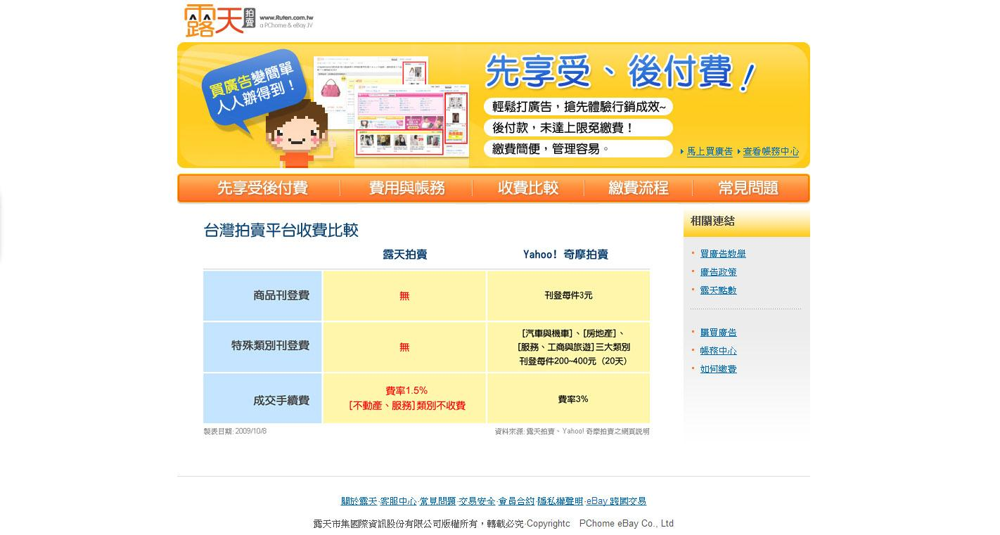 露天拍賣 www.Ruten.com.tw
a PChome & eBay JV
買廣告變簡單
人人辦得到！
先享受、後付費！
輕鬆打廣告，搶先體驗行銷成效~
後付款，未達上限免繳費！
繳費簡便，管理容易。
馬上買廣告 查看帳務中心
先享受後付費 費用與帳務 收費比較 繳費流程 常見問題
台灣拍賣平台收費比較
露天拍賣 Yahoo! 奇摩拍賣
商品刊登費 無 刊登每件3元
特殊類別刊登費 無 [汽車與機車]、[房地產]、
[服務、工商與旅遊]三大類別
刊登每件200~400元（20天）
成交手續費 費率1.5%
[不動產、服務]類別不收費 費率3%
製表日期: 2009/10/8 資料來源: 露天拍賣、Yahoo! 奇摩拍賣之網頁説明
相關連結
買廣告教學
廣告政策
露天點數
購買廣告
帳務中心
如何繳費
關於露天·客服中心·常見問題·交易安全·會員合約·隱私權聲明·eBay 跨國交易
露天市集國際資訊股份有限公司版權所有，轉載必究·Copyrightc PChome eBay Co., Ltd